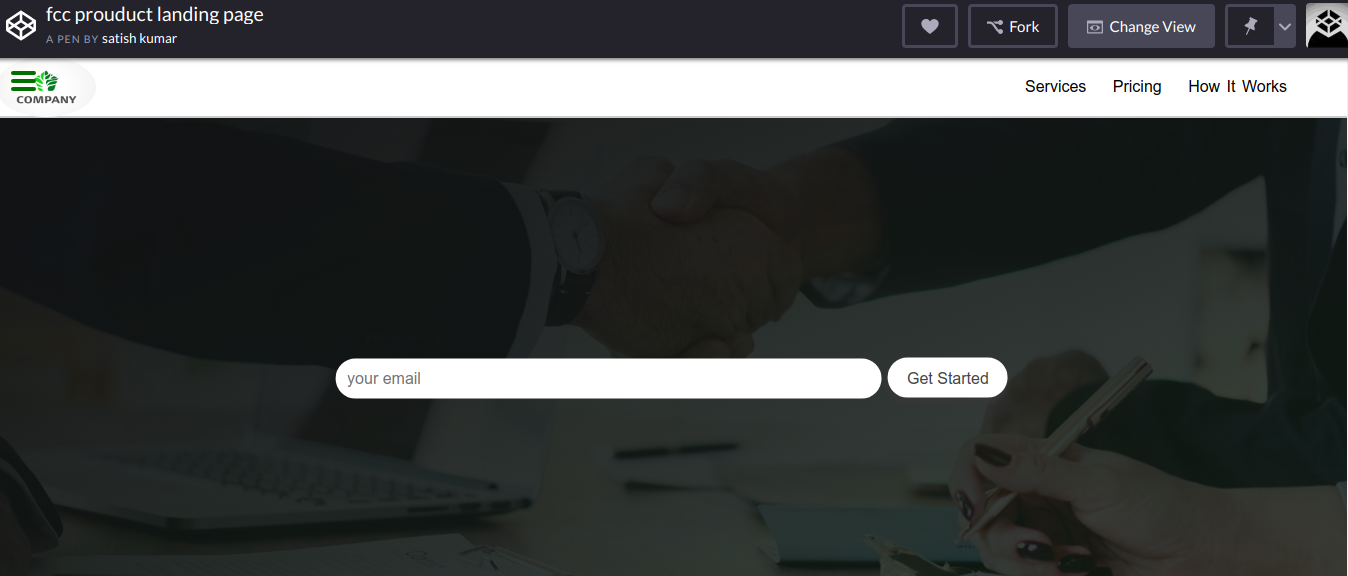 fcc prouduct landing page
A PEN BY satish kumar
Fork
Change View
COMPANY
Services Pricing How It Works
your email
Get Started